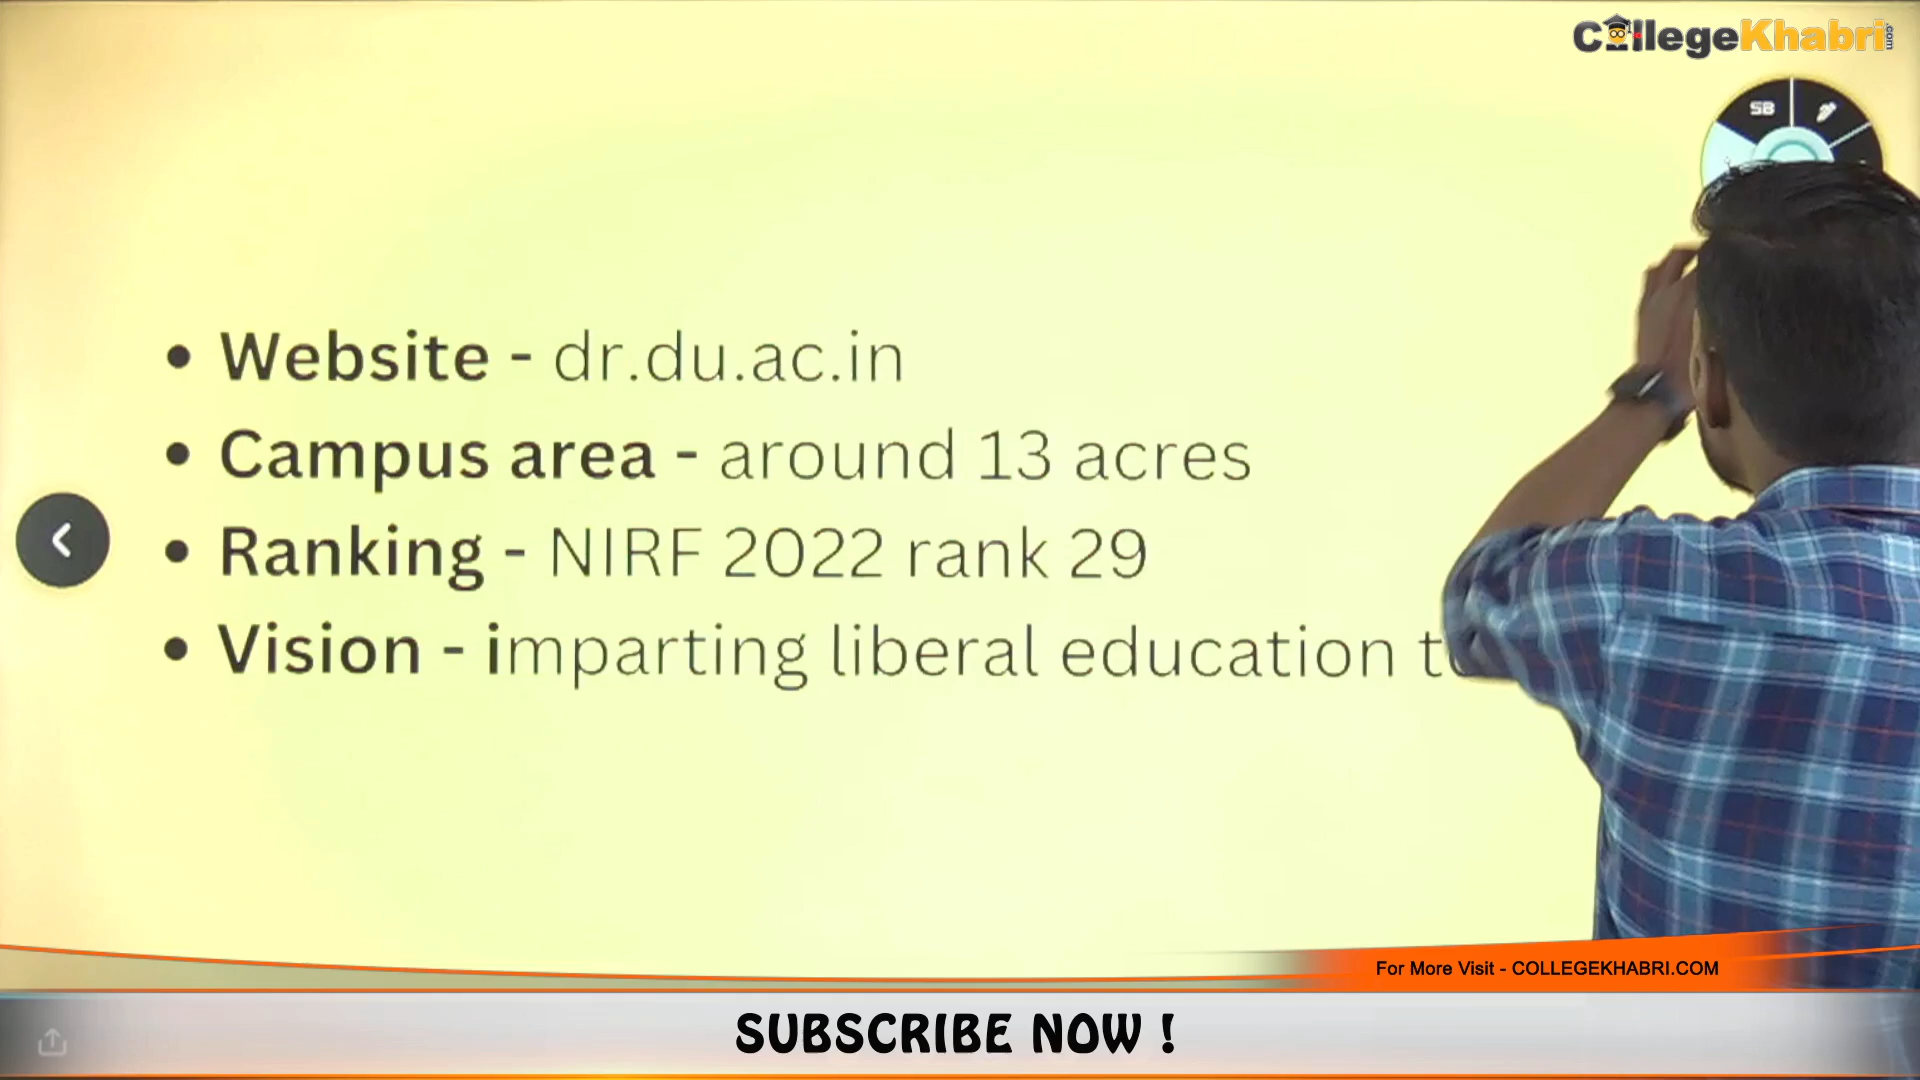 CollegeKhabri.com
SB
• Website - dr.du.ac.in
• Campus area - around 13 acres
• Ranking - NIRF 2022 rank 29
• Vision - imparting liberal education
For More Visit - COLLEGEKHABRI.COM
SUBSCRIBE NOW !